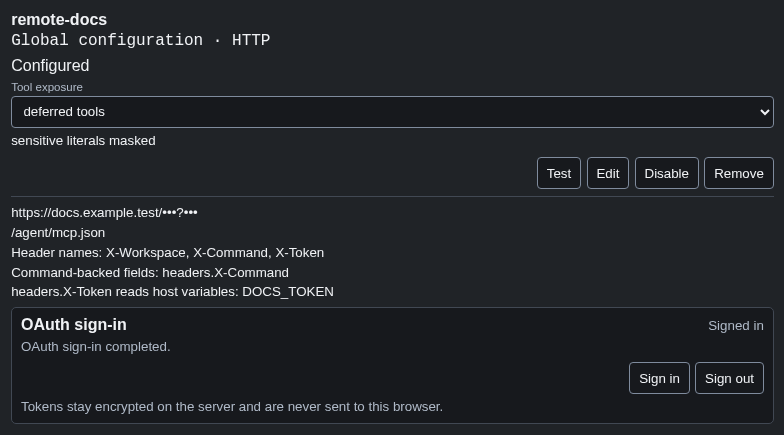 remote-docs
Global configuration · HTTP
Configured
Tool exposure
deferred tools
sensitive literals masked
Test Edit Disable Remove
https://docs.example.test/•••?•••
/agent/mcp.json
Header names: X-Workspace, X-Command, X-Token
Command-backed fields: headers.X-Command
headers.X-Token reads host variables: DOCS_TOKEN
OAuth sign-in Signed in
OAuth sign-in completed.
Sign in Sign out
Tokens stay encrypted on the server and are never sent to this browser.